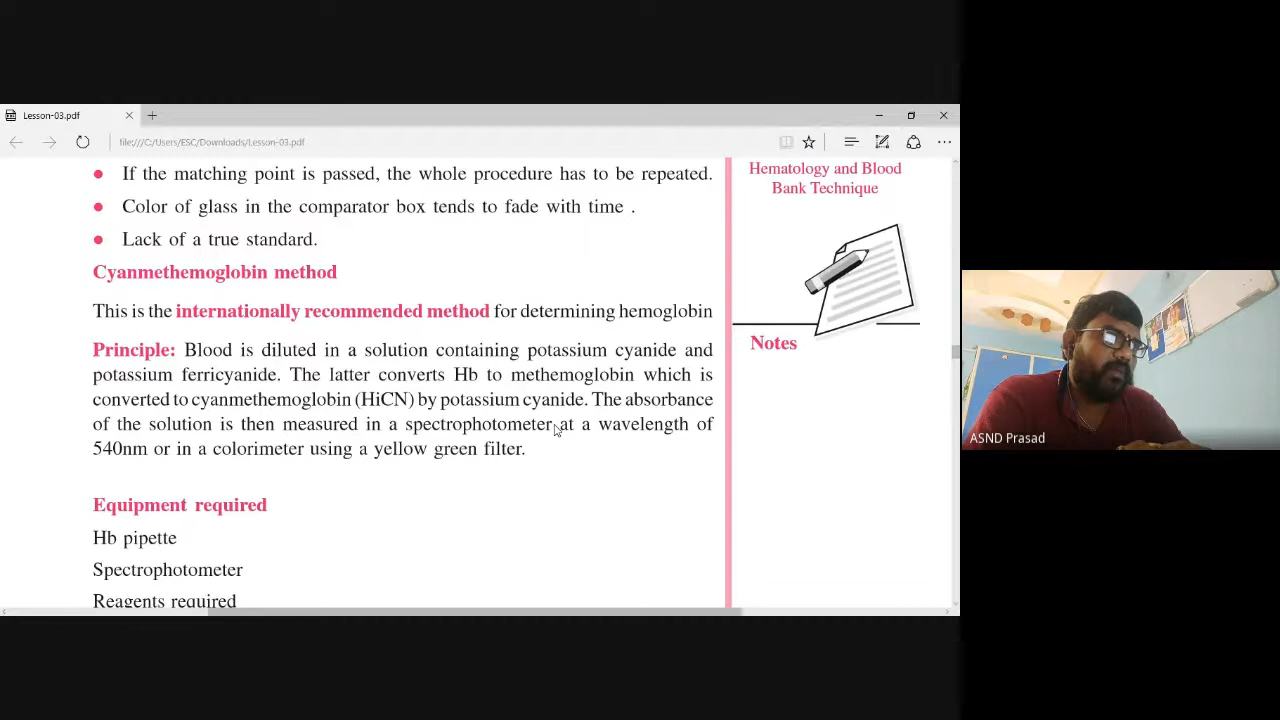 Lesson-03.pdf
file:///C:/Users/ESC/Downloads/Lesson-03.pdf
● If the matching point is passed, the whole procedure has to be repeated.
● Color of glass in the comparator box tends to fade with time .
● Lack of a true standard.
Cyanmethemoglobin method
This is the internationally recommended method for determining hemoglobin
Principle: Blood is diluted in a solution containing potassium cyanide and
potassium ferricyanide. The latter converts Hb to methemoglobin which is
converted to cyanmethemoglobin (HiCN) by potassium cyanide. The absorbance
of the solution is then measured in a spectrophotometer at a wavelength of
540nm or in a colorimeter using a yellow green filter.
Equipment required
Hb pipette
Spectrophotometer
Reagents required
Hematology and Blood
Bank Technique
Notes
ASND Prasad